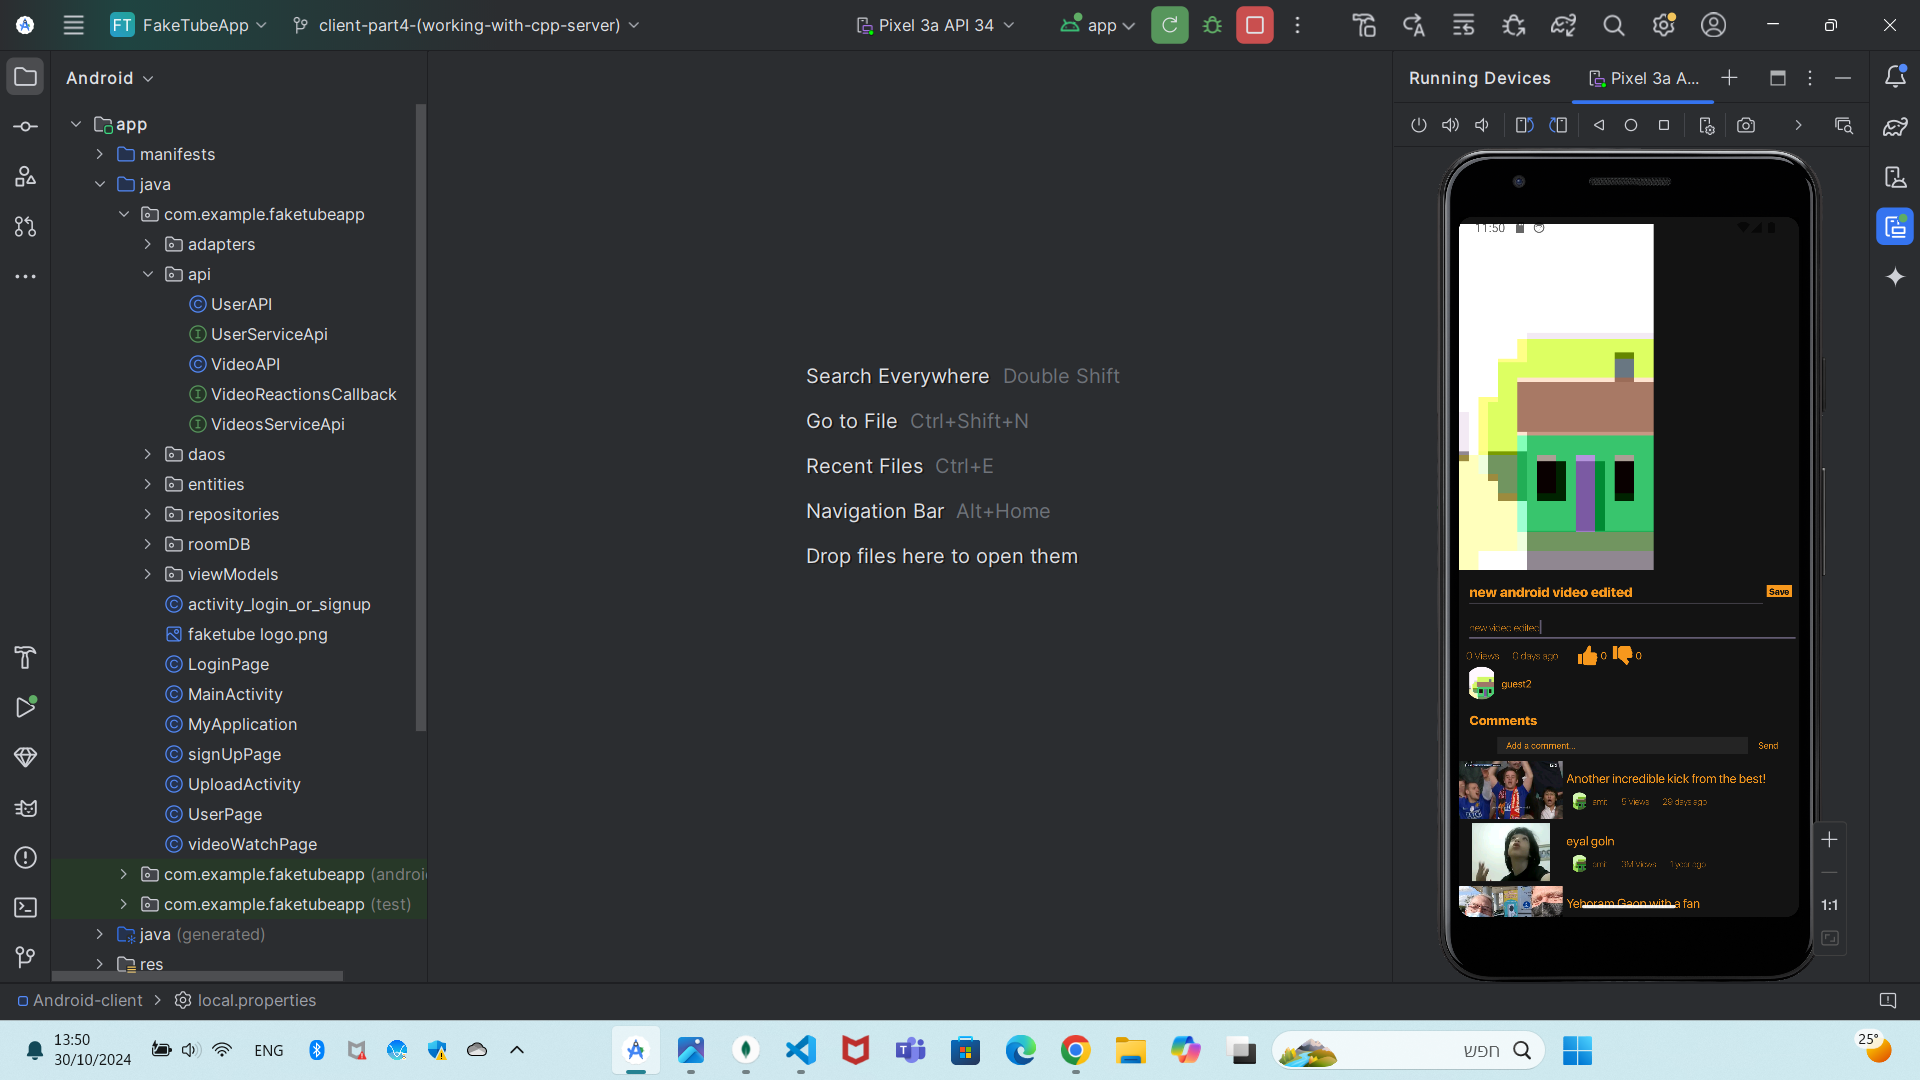 FT FakeTubeApp client-part4-(working-with-cpp-server) Pixel 3a API 34 app
Android
app
manifests
java
com.example.faketubeapp
adapters
api
UserAPI
UserServiceApi
VideoAPI
VideoReactionsCallback
VideosServiceApi
daos
entities
repositories
roomDB
viewModels
activity_login_or_signup
faketube logo.png
LoginPage
MainActivity
MyApplication
signUpPage
UploadActivity
UserPage
videoWatchPage
com.example.faketubeapp (androi
com.example.faketubeapp (test)
java (generated)
res
Search Everywhere Double Shift
Go to File Ctrl+Shift+N
Recent Files Ctrl+E
Navigation Bar Alt+Home
Drop files here to open them
Running Devices Pixel 3a A...
11:50
new android video edited Save
new video edited
0 Views 0 days ago 0 0
guest2
Comments
Add a comment... Send
Another incredible kick from the best!
amit 5 Views 29 days ago
eyal goln
amit 3M Views 1 year ago
Yehoram Gaon with a fan
1:1
Android-client > local.properties
13:50
30/10/2024
ENG
חפש
25°